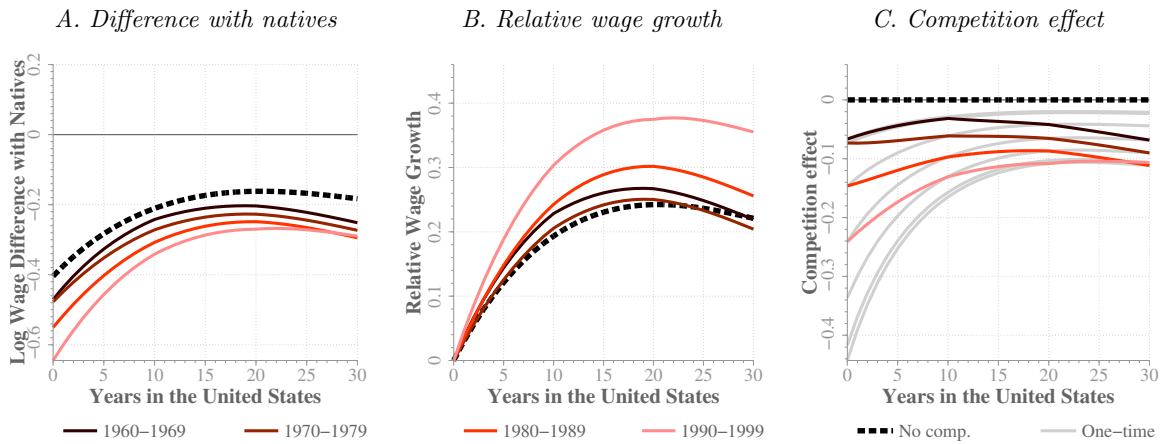 A. Difference with natives
B. Relative wage growth
C. Competition effect
Log Wage Difference with Natives
0.2
0
−0.2
−0.4
−0.6
0 5 10 15 20 25 30
Years in the United States
Relative Wage Growth
0.4
0.3
0.2
0.1
0
0 5 10 15 20 25 30
Years in the United States
Competition effect
0
−0.1
−0.2
−0.3
−0.4
0 5 10 15 20 25 30
Years in the United States
1960−1969
1970−1979
1980−1989
1990−1999
No comp.
One−time